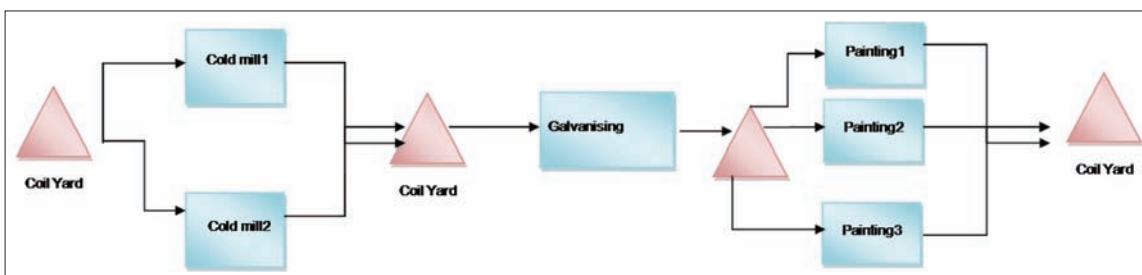 Cold mill1
Coil Yard
Cold mill2
Coil Yard
Galvanising
Painting1
Painting2
Painting3
Coil Yard